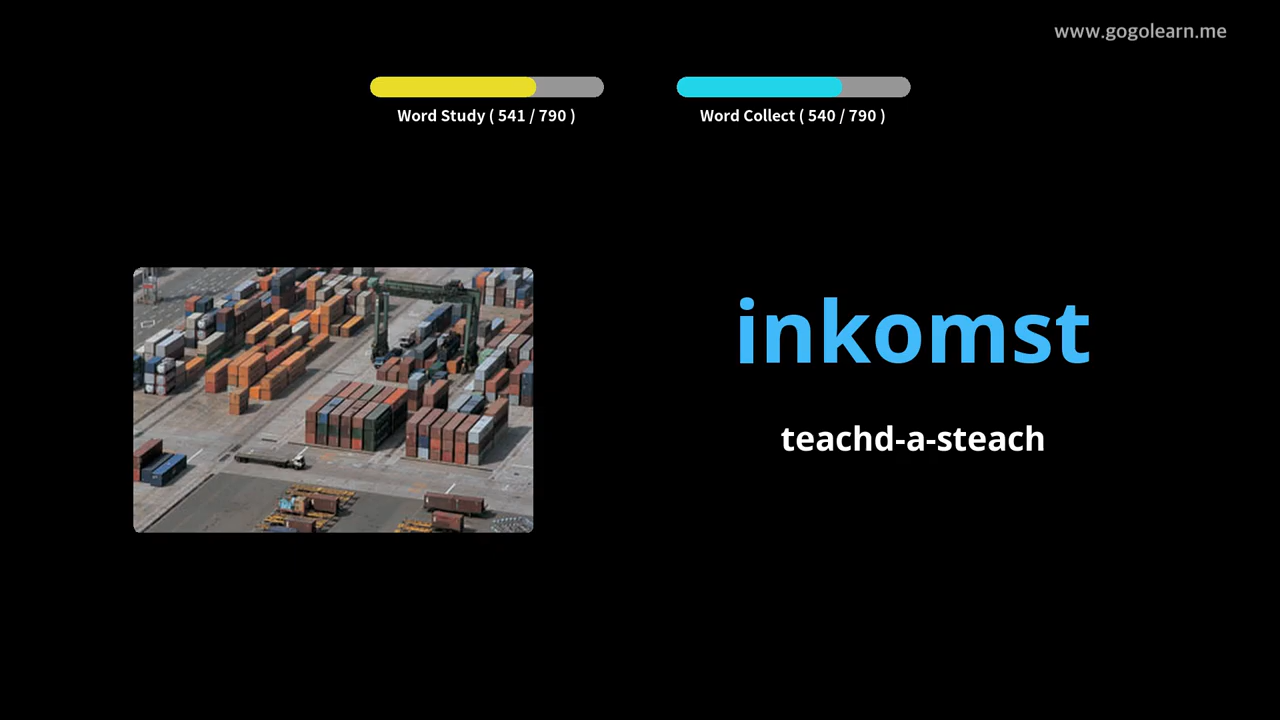 www.gogolearn.me
Word Study ( 541 / 790 )
Word Collect ( 540 / 790 )
inkomst
teachd-a-steach